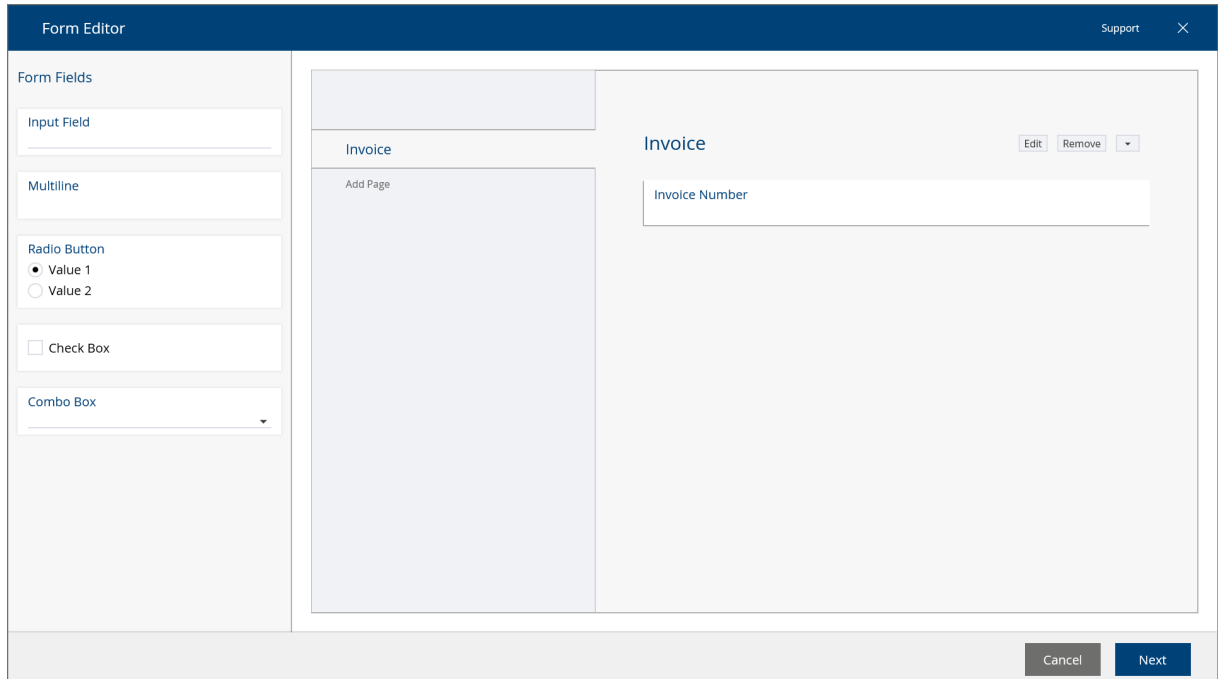 Form Editor
Support
Form Fields
Input Field
Multiline
Radio Button
Value 1
Value 2
Check Box
Combo Box
Invoice
Add Page
Invoice
Edit
Remove
Invoice Number
Cancel
Next